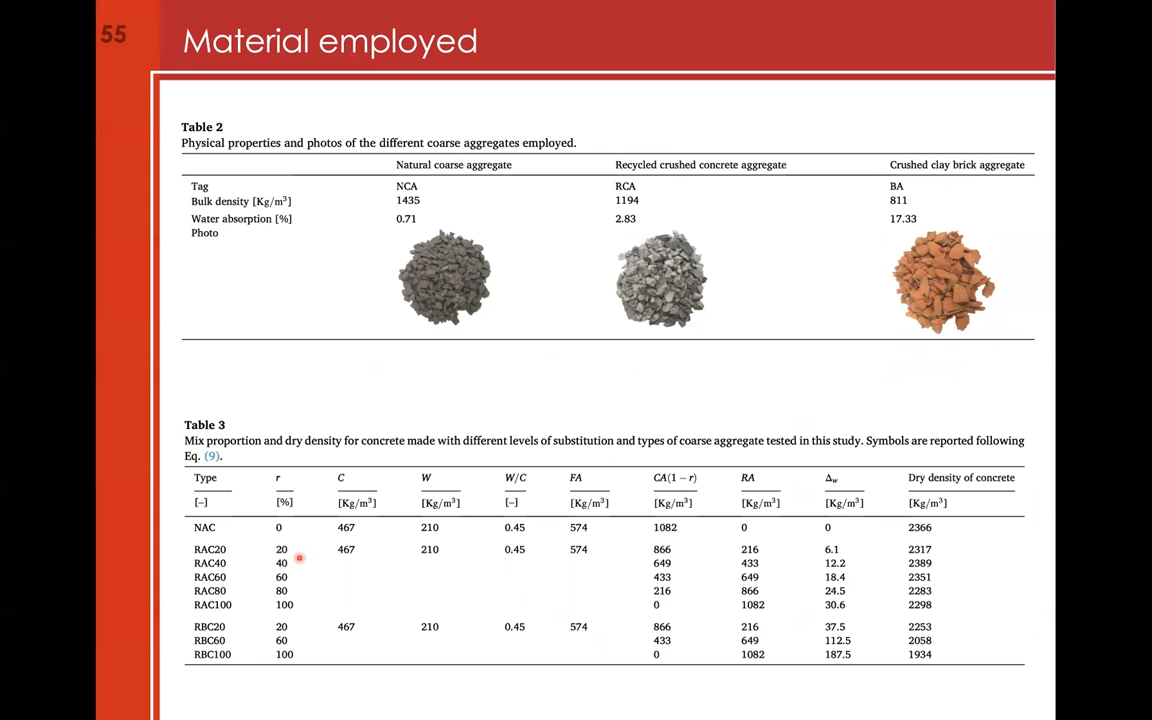 55
Material employed
Table 2
Physical properties and photos of the different coarse aggregates employed.
Natural coarse aggregate Recycled crushed concrete aggregate Crushed clay brick aggregate
Tag NCA RCA BA
Bulk density [Kg/m³] 1435 1194 811
Water absorption [%] 0.71 2.83 17.33
Photo
Table 3
Mix proportion and dry density for concrete made with different levels of substitution and types of coarse aggregate tested in this study. Symbols are reported following
Eq. (9).
Type r C W W/C FA CA(1 − r) RA Δw Dry density of concrete
[–] [%] [Kg/m³] [Kg/m³] [–] [Kg/m³] [Kg/m³] [Kg/m³] [Kg/m³] [Kg/m³]
NAC 0 467 210 0.45 574 1082 0 0 2366
RAC20 20 467 210 0.45 574 866 216 6.1 2317
RAC40 40 649 433 12.2 2389
RAC60 60 433 649 18.4 2351
RAC80 80 216 866 24.5 2283
RAC100 100 0 1082 30.6 2298
RBC20 20 467 210 0.45 574 866 216 37.5 2253
RBC60 60 433 649 112.5 2058
RBC100 100 0 1082 187.5 1934